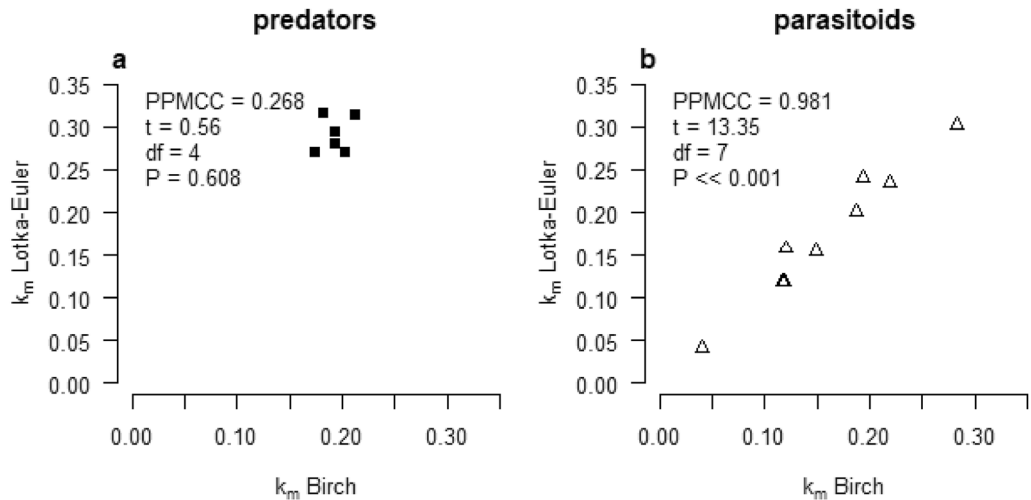 predators
a
PPMCC = 0.268
t = 0.56
df = 4
P = 0.608
0.35
0.30
0.25
0.20
0.15
0.10
0.05
0.00
km Lotka-Euler
0.00 0.10 0.20 0.30
km Birch
parasitoids
b
PPMCC = 0.981
t = 13.35
df = 7
P << 0.001
0.35
0.30
0.25
0.20
0.15
0.10
0.05
0.00
km Lotka-Euler
0.00 0.10 0.20 0.30
km Birch